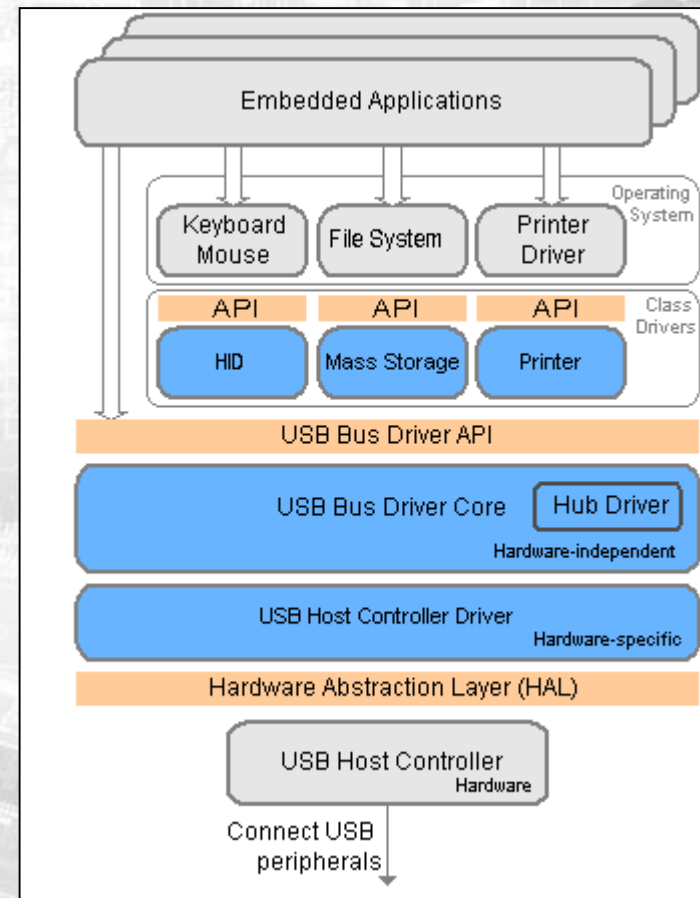 Embedded Applications
Operating
System
Keyboard
Mouse
File System
Printer
Driver
API
API
API
Class
Drivers
HID
Mass Storage
Printer
USB Bus Driver API
USB Bus Driver Core
Hub Driver
Hardware-independent
USB Host Controller Driver
Hardware-specific
Hardware Abstraction Layer (HAL)
USB Host Controller
Hardware
Connect USB
peripherals